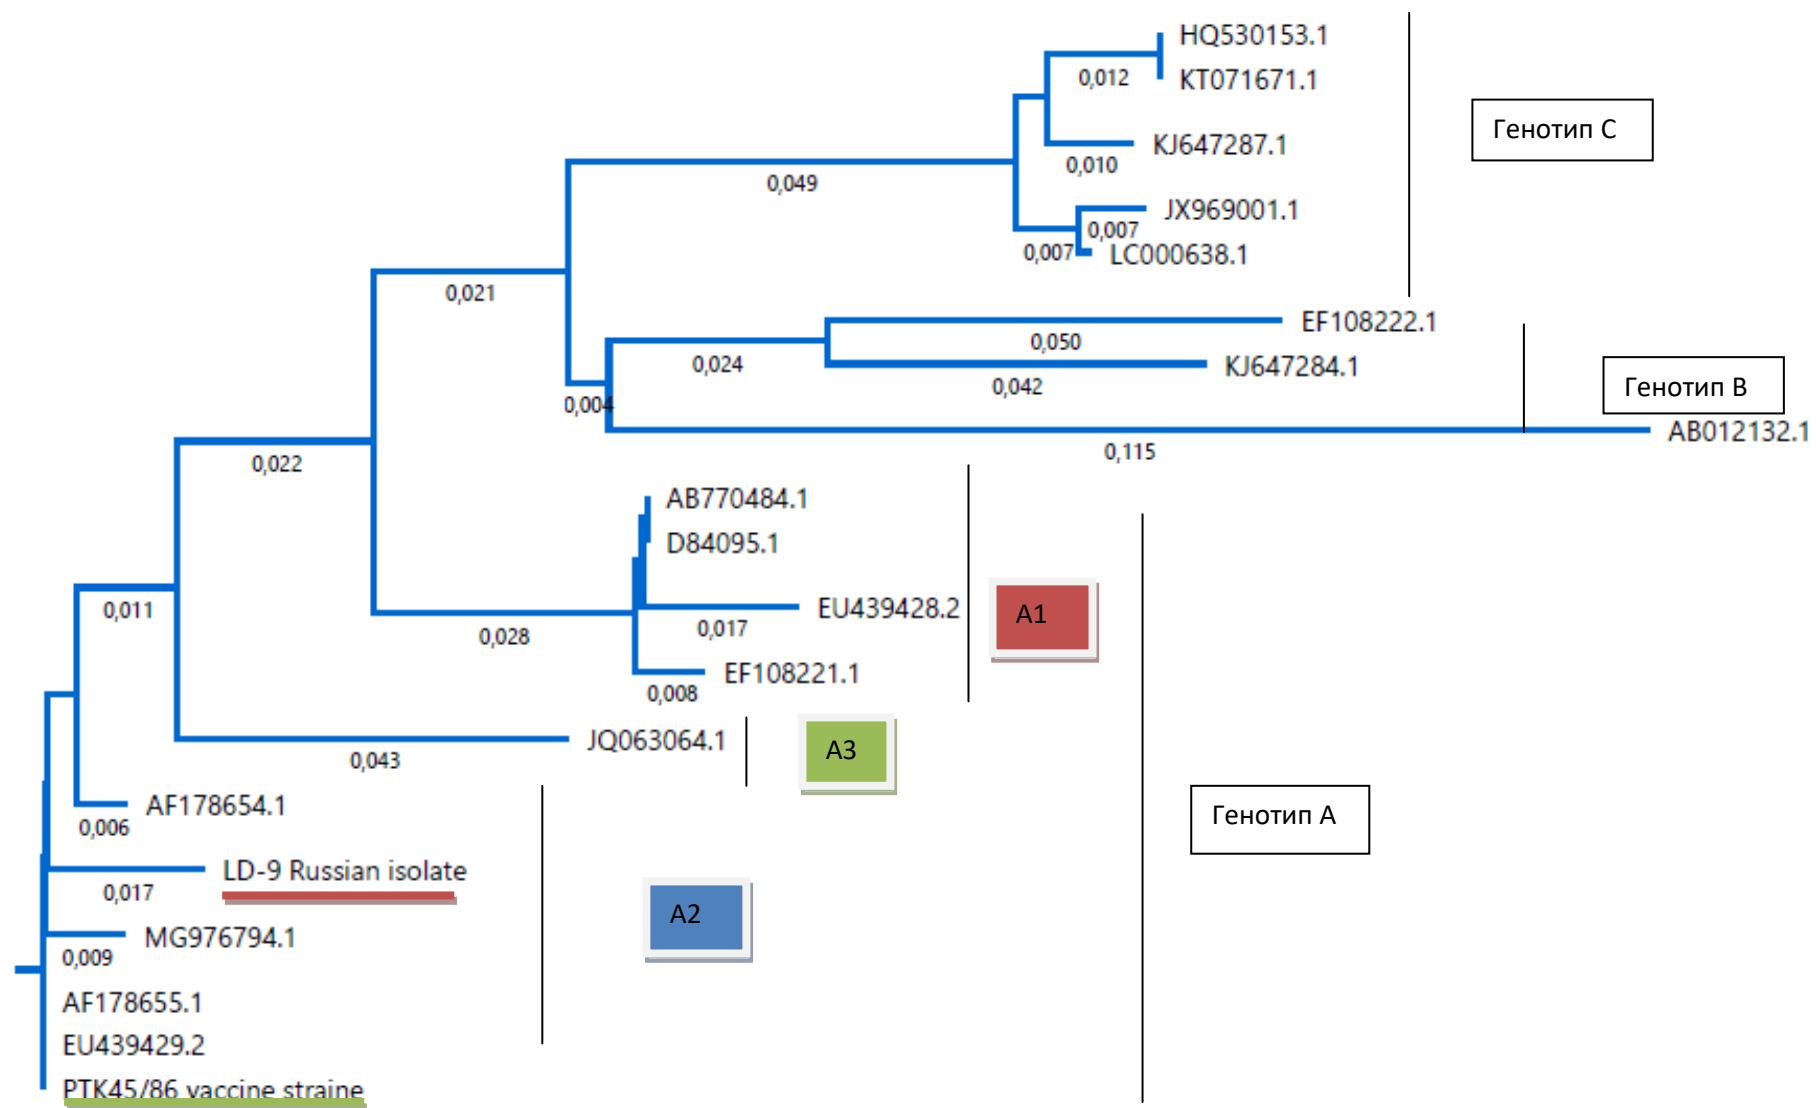 HQ530153.1
0,012
KT071671.1
Генотип С
KJ647287.1
0,010
0,049
JX969001.1
0,007
0,007
LC000638.1
0,021
EF108222.1
0,050
0,024
KJ647284.1
0,042
Генотип В
0,004
AB012132.1
0,115
0,022
AB770484.1
D84095.1
EU439428.2
0,017
A1
0,011
0,028
EF108221.1
0,008
JQ063064.1
0,043
A3
AF178654.1
0,006
Генотип А
LD-9 Russian isolate
0,017
A2
MG976794.1
0,009
AF178655.1
EU439429.2
PTK45/86 vaccine straine